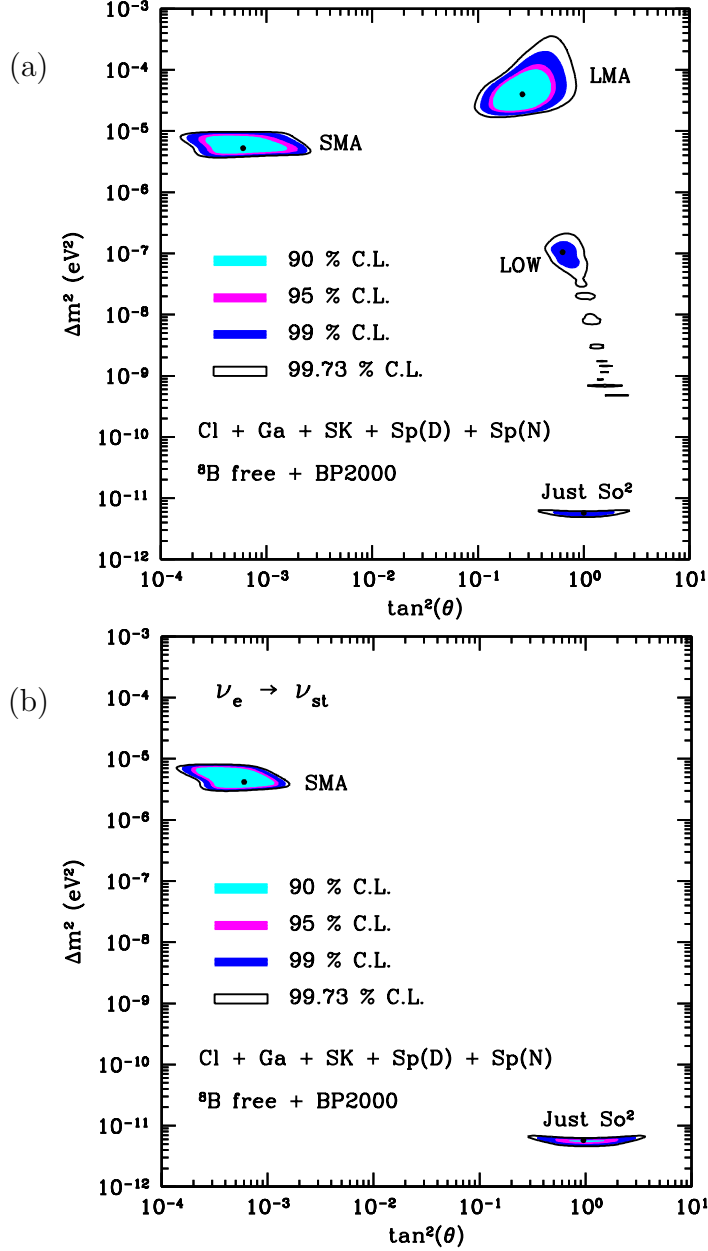 (a)
10⁻³
10⁻⁴
10⁻⁵
10⁻⁶
10⁻⁷
10⁻⁸
10⁻⁹
10⁻¹⁰
10⁻¹¹
10⁻¹²
Δm² (eV²)
LMA
SMA
LOW
90 % C.L.
95 % C.L.
99 % C.L.
99.73 % C.L.
Cl + Ga + SK + Sp(D) + Sp(N)
⁸B free + BP2000
Just So²
10⁻⁴ 10⁻³ 10⁻² 10⁻¹ 10⁰ 10¹
tan²(θ)
(b)
10⁻³
10⁻⁴
10⁻⁵
10⁻⁶
10⁻⁷
10⁻⁸
10⁻⁹
10⁻¹⁰
10⁻¹¹
10⁻¹²
Δm² (eV²)
νₑ → νₛₜ
SMA
90 % C.L.
95 % C.L.
99 % C.L.
99.73 % C.L.
Cl + Ga + SK + Sp(D) + Sp(N)
⁸B free + BP2000
Just So²
10⁻⁴ 10⁻³ 10⁻² 10⁻¹ 10⁰ 10¹
tan²(θ)